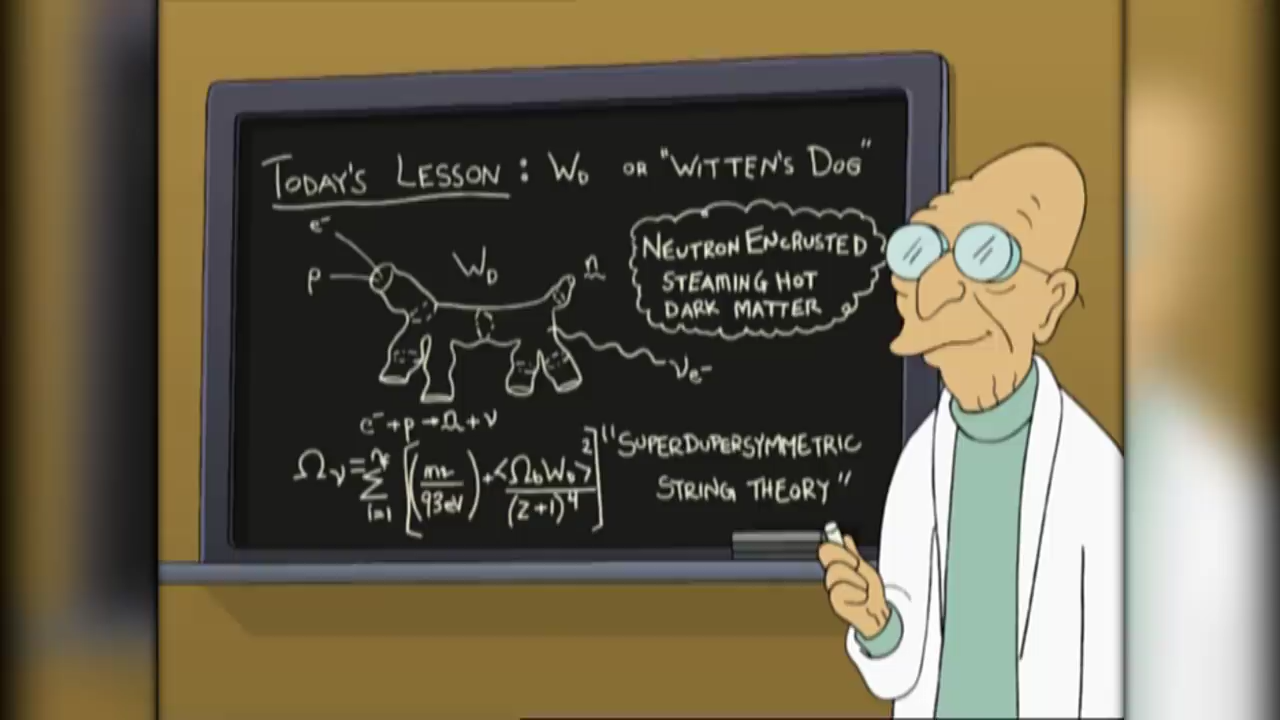 TODAY'S LESSON: W_D OR "WITTEN'S DOG"
e⁻
p
W_D
n
NEUTRON ENCRUSTED
STEAMING HOT
DARK MATTER
ν_e⁻
e⁻ + p → n + ν
"SUPERDUPERSYMMETRIC
STRING THEORY"